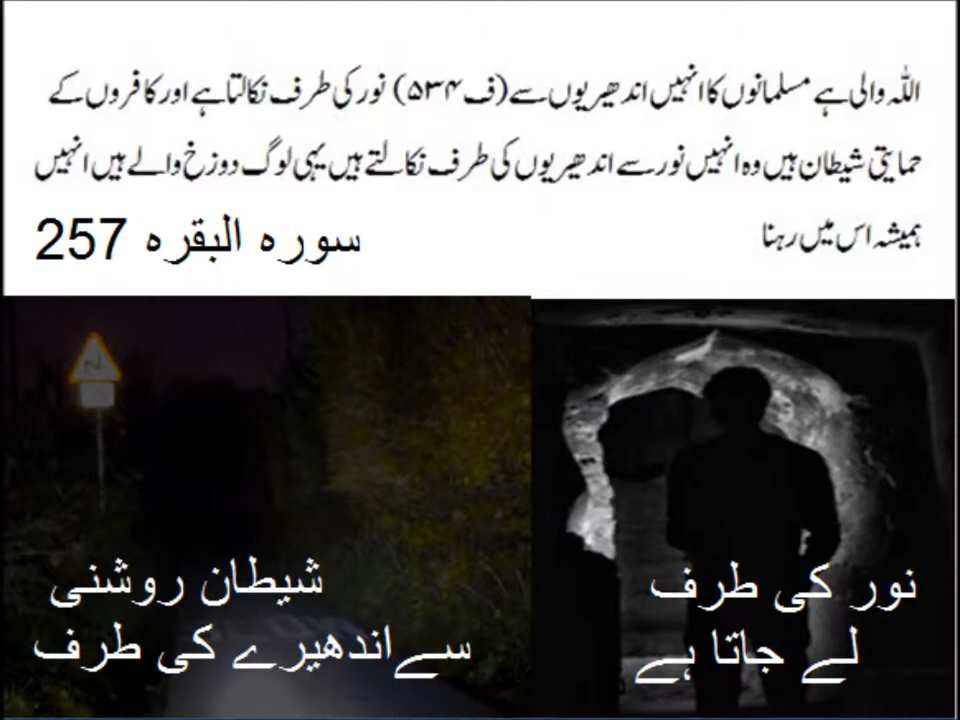 اللہ والی ہے مسلمانوں کا انہیں اندھیریوں سے (ف ۵۳۴) نور کی طرف نکالتا ہے اور کافروں کے
حمایتی شیطان ہیں وہ انہیں نور سے اندھیریوں کی طرف نکالتے ہیں یہی لوگ دوزخ والے ہیں انہیں
ہمیشہ اس میں رہنا
سورہ البقرہ 257
نور کی طرف
لے جاتا ہے
شیطان روشنی
سے اندھیرے کی طرف